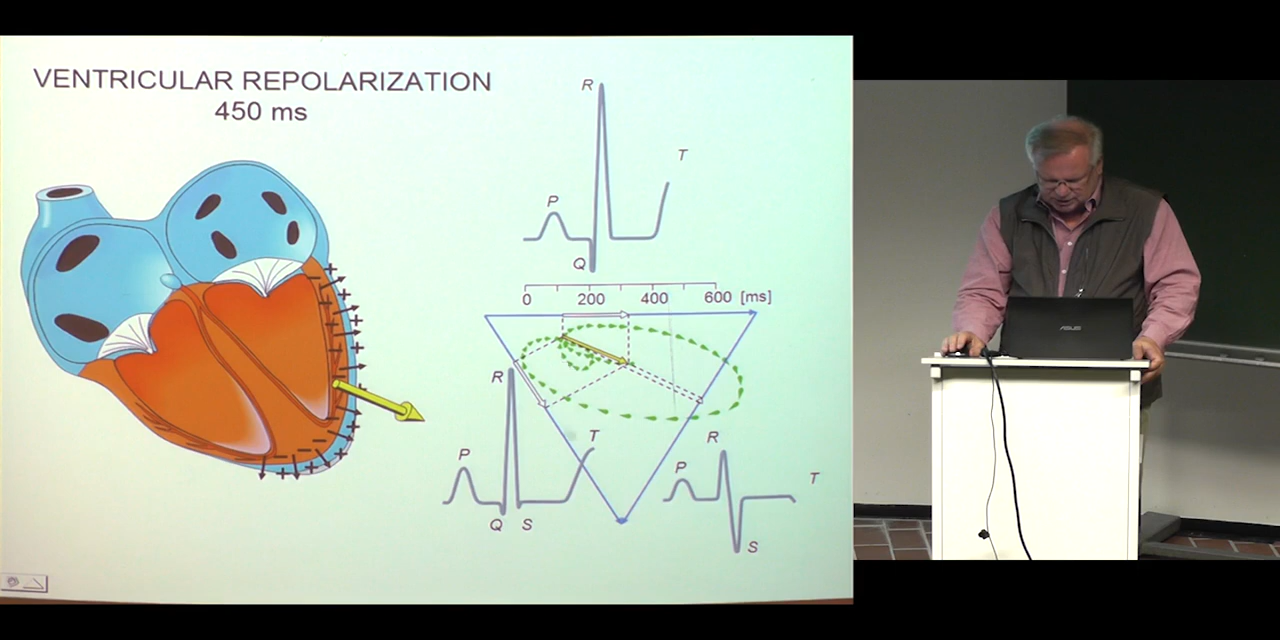 VENTRICULAR REPOLARIZATION
450 ms
R
T
P
Q
0 200 400 600 [ms]
R
P
T
Q S
R
P
T
S
ASUS